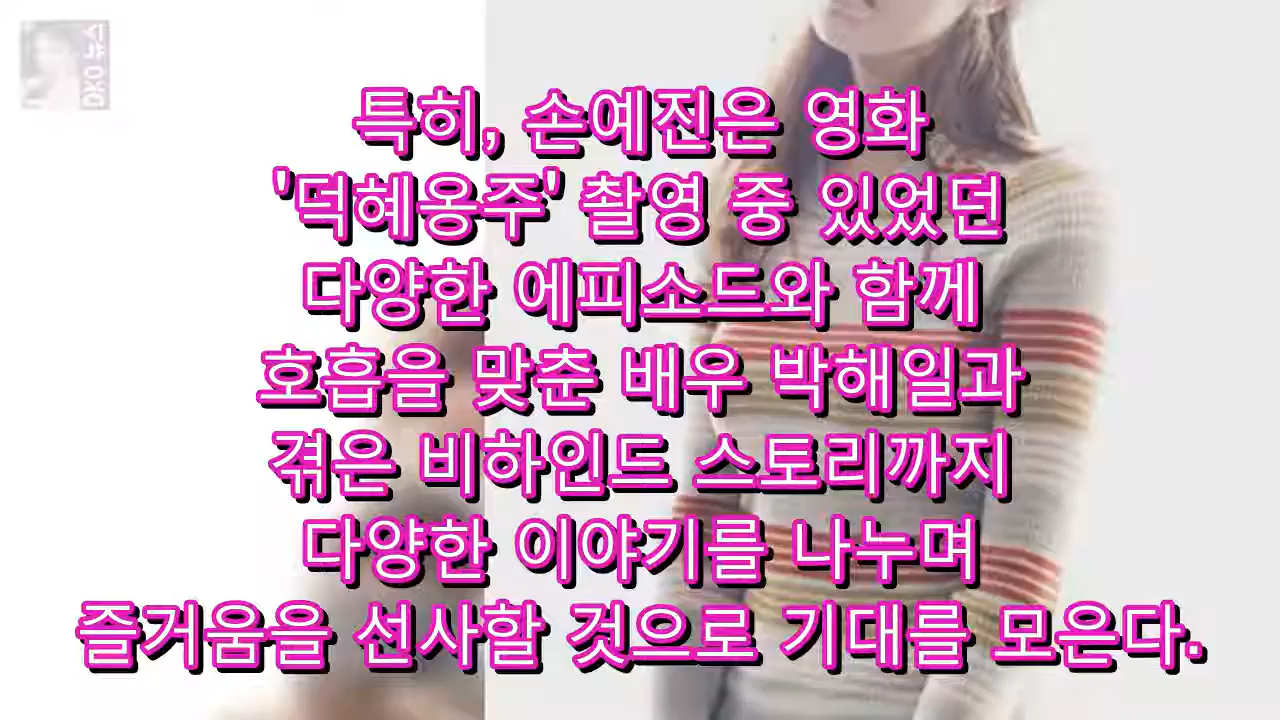 DKO 뉴스
특히, 손예진은 영화
'덕혜옹주' 촬영 중 있었던
다양한 에피소드와 함께
호흡을 맞춘 배우 박해일과
겪은 비하인드 스토리까지
다양한 이야기를 나누며
즐거움을 선사할 것으로 기대를 모은다.